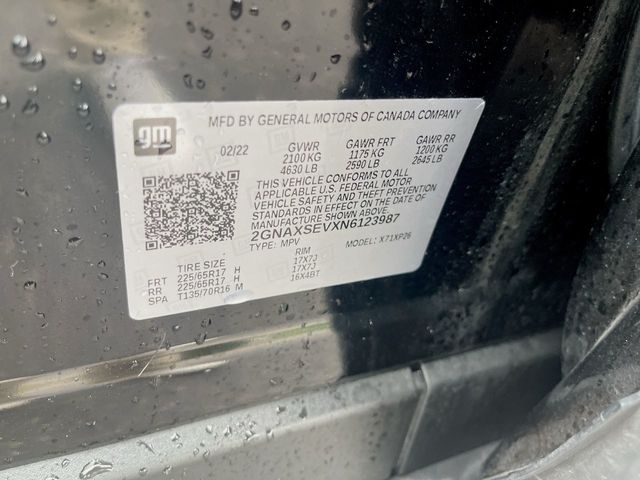 gm
MFD BY GENERAL MOTORS OF CANADA COMPANY
02/22 GVWR GAWR FRT GAWR RR
2100 KG 1175 KG 1200 KG
4630 LB 2590 LB 2645 LB
THIS VEHICLE CONFORMS TO ALL
APPLICABLE U.S. FEDERAL MOTOR
VEHICLE SAFETY AND THEFT PREVENTION
STANDARDS IN EFFECT ON THE DATE OF
MANUFACTURE SHOWN ABOVE.
2GNAXSEVXN6123987
TYPE: MPV MODEL: X71XP26
TIRE SIZE RIM
FRT 225/65R17 H 17X7J
RR 225/65R17 H 17X7J
SPA T135/70R16 M 16X4BT